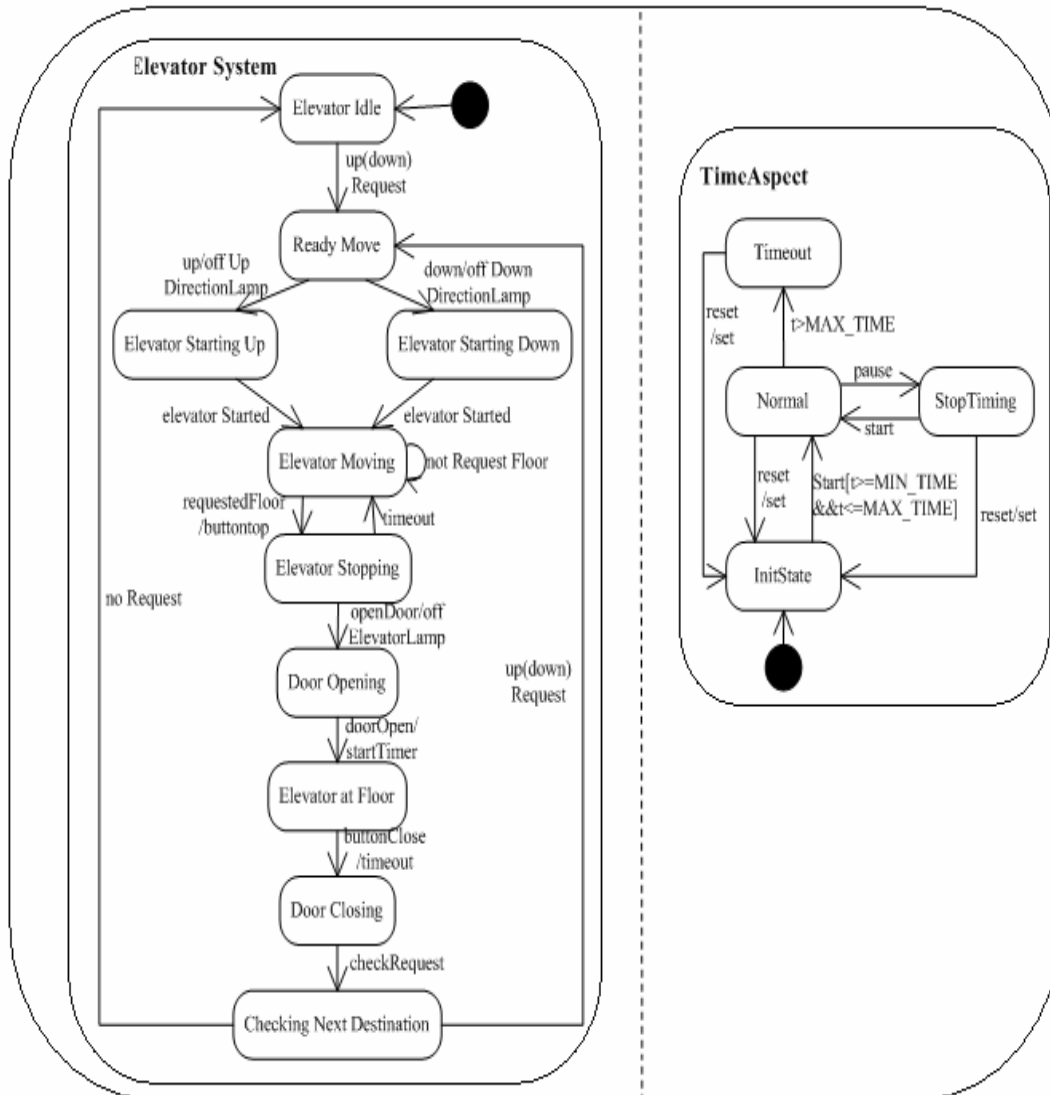 Elevator System
Elevator Idle
up(down)
Request
Ready Move
up/off Up
DirectionLamp
down/off Down
DirectionLamp
Elevator Starting Up
Elevator Starting Down
elevator Started
elevator Started
Elevator Moving
not Request Floor
requestedFloor
/buttontop
timeout
Elevator Stopping
no Request
openDoor/off
ElevatorLamp
Door Opening
up(down)
Request
doorOpen/
startTimer
Elevator at Floor
buttonClose
/timeout
Door Closing
checkRequest
Checking Next Destination
TimeAspect
Timeout
reset
/set
t>MAX_TIME
pause
Normal
StopTiming
start
reset
/set
Start[t>=MIN_TIME
&&t<=MAX_TIME]
reset/set
InitState